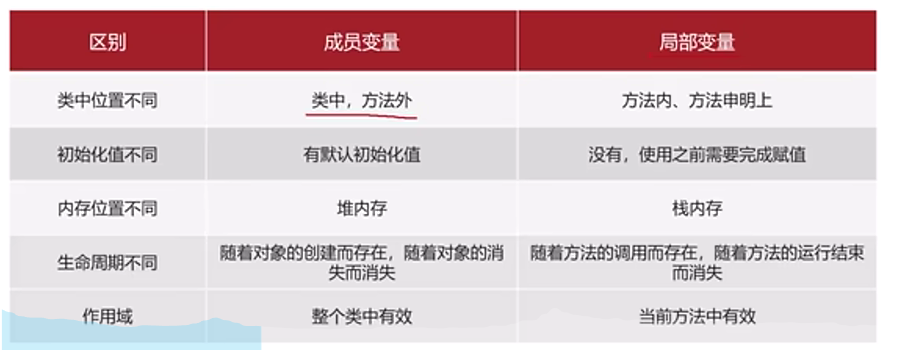 区别 成员变量 局部变量
类中位置不同 类中，方法外 方法内、方法申明上
初始化值不同 有默认初始化值 没有，使用之前需要完成赋值
内存位置不同 堆内存 栈内存
生命周期不同 随着对象的创建而存在，随着对象的消
失而消失 随着方法的调用而存在，随着方法的运行结束
而消失
作用域 整个类中有效 当前方法中有效